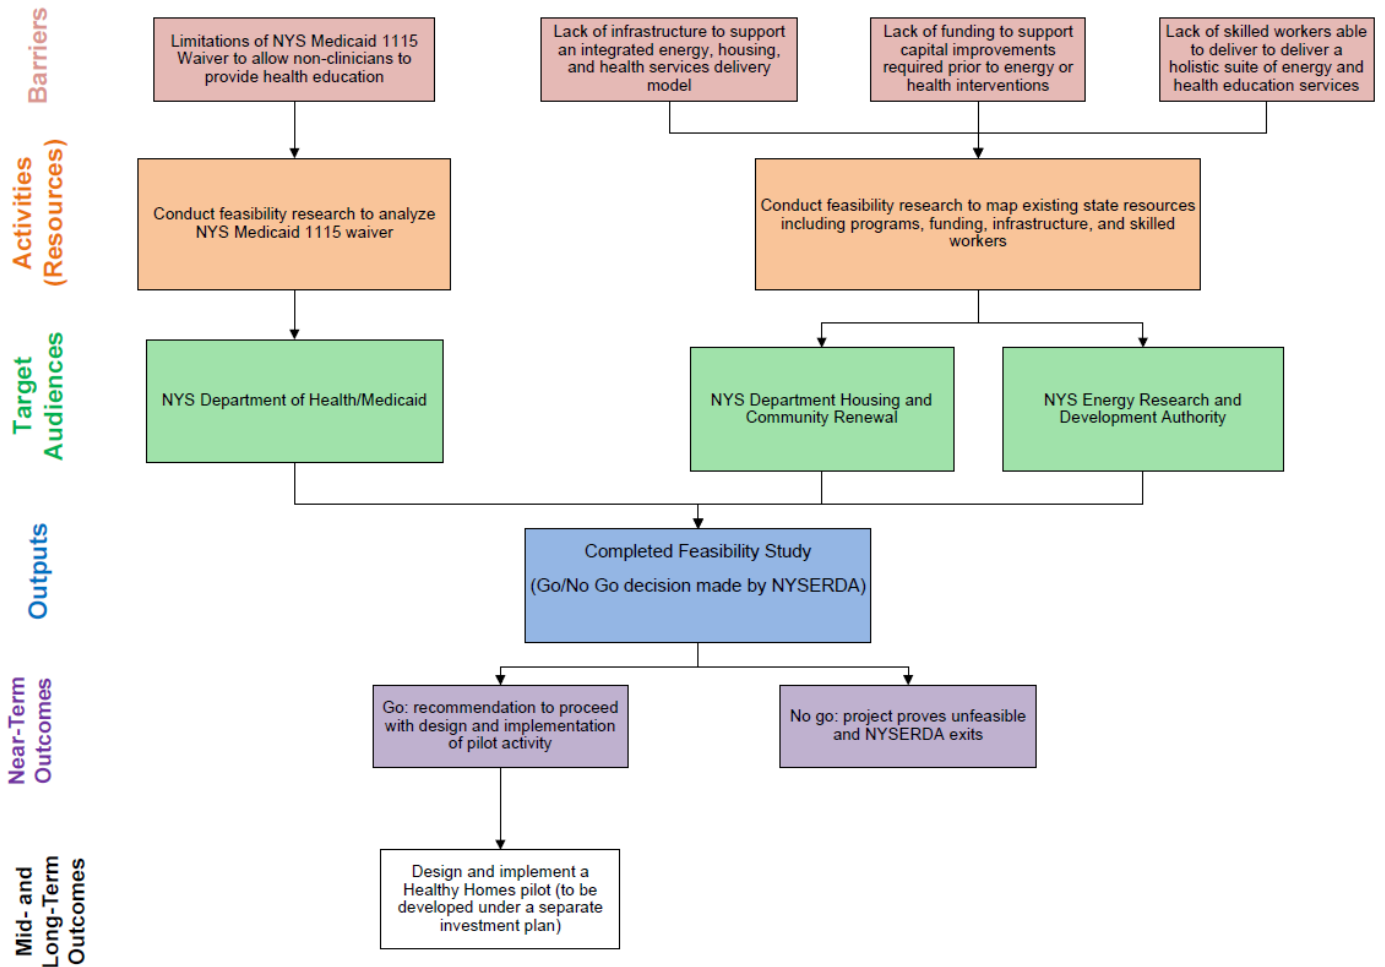 Barriers
Limitations of NYS Medicaid 1115
Waiver to allow non-clinicians to
provide health education
Lack of infrastructure to support
an integrated energy, housing,
and health services delivery
model
Lack of funding to support
capital improvements
required prior to energy or
health interventions
Lack of skilled workers able
to deliver to deliver a
holistic suite of energy and
health education services
Activities
(Resources)
Conduct feasibility research to analyze
NYS Medicaid 1115 waiver
Conduct feasibility research to map existing state resources
including programs, funding, infrastructure, and skilled
workers
Target
Audiences
NYS Department of Health/Medicaid
NYS Department Housing and
Community Renewal
NYS Energy Research and
Development Authority
Outputs
Completed Feasibility Study
(Go/No Go decision made by NYSERDA)
Near-Term
Outcomes
Go: recommendation to proceed
with design and implementation
of pilot activity
No go: project proves unfeasible
and NYSERDA exits
Mid- and
Long-Term
Outcomes
Design and implement a
Healthy Homes pilot (to be
developed under a separate
investment plan)